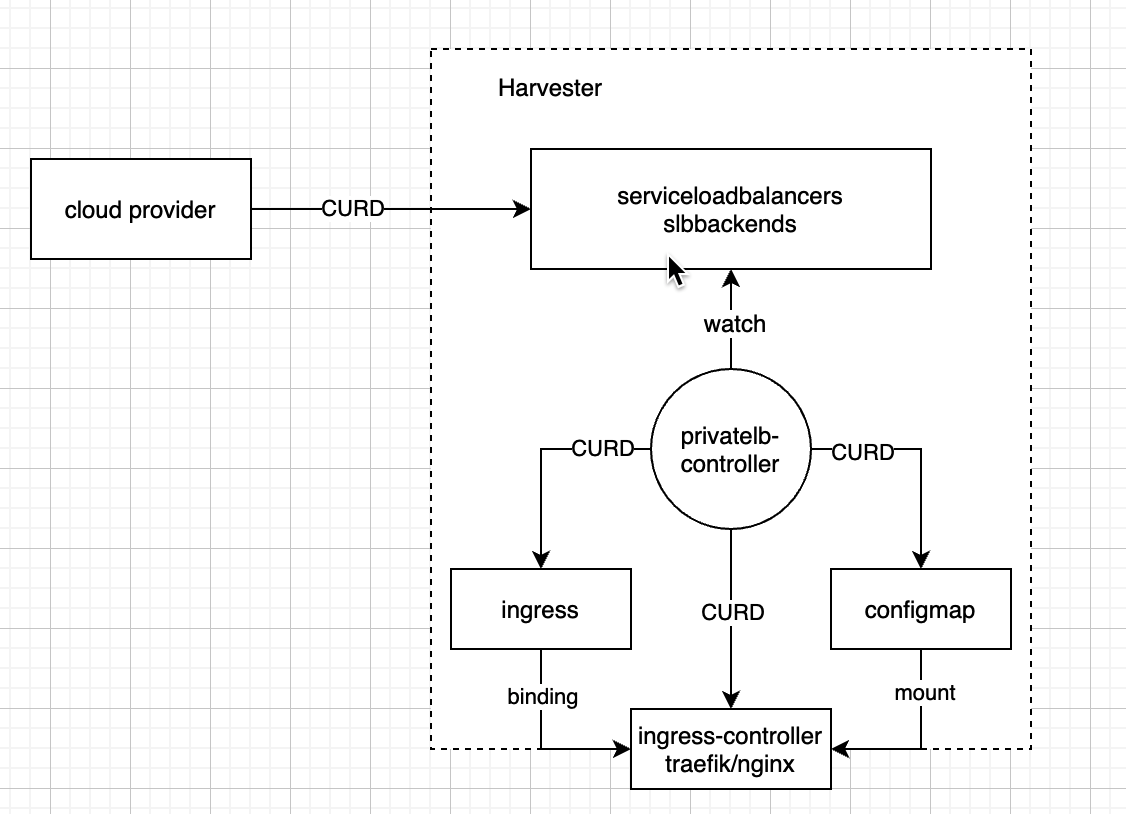 Harvester
cloud provider
CURD
serviceloadbalancers
slbbackends
watch
privatelb-
controller
CURD
CURD
ingress
CURD
configmap
binding
mount
ingress-controller
traefik/nginx